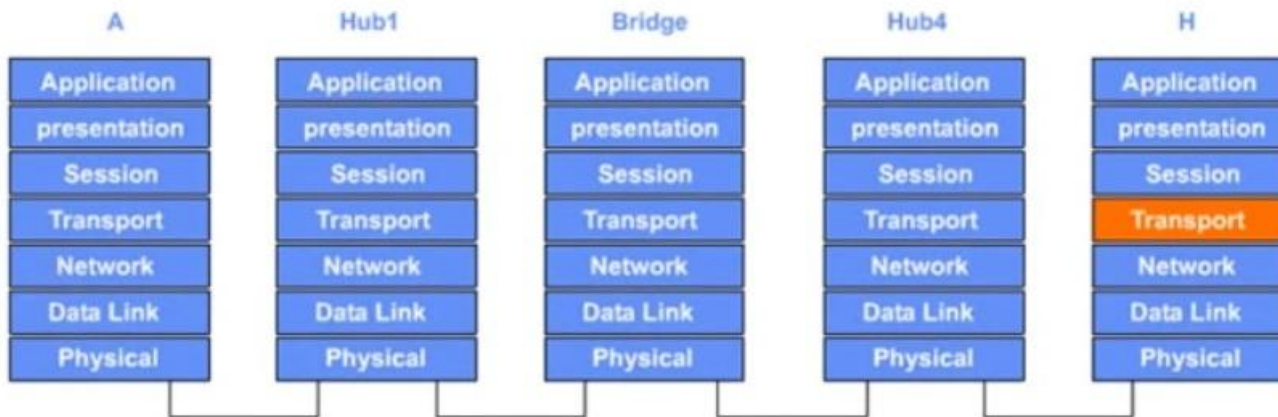 A Hub1 Bridge Hub4 H
Application Application Application Application Application
presentation presentation presentation presentation presentation
Session Session Session Session Session
Transport Transport Transport Transport Transport
Network Network Network Network Network
Data Link Data Link Data Link Data Link Data Link
Physical Physical Physical Physical Physical